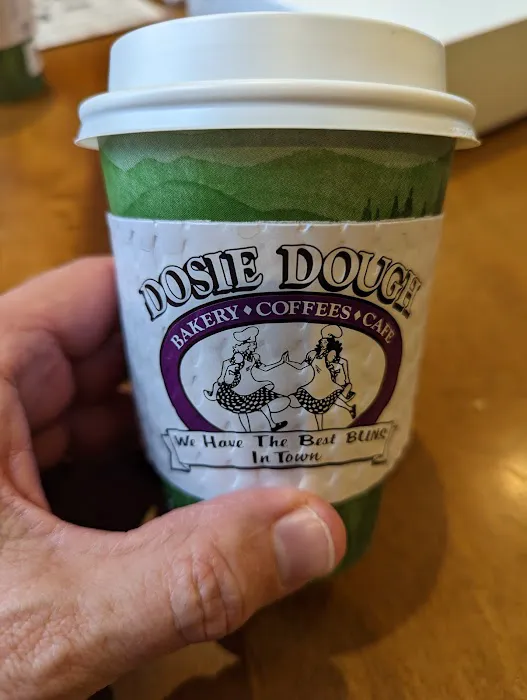 DOSIE DOUGH
BAKERY ♦ COFFEES ♦ CAFE
We Have The Best BUNS
In Town